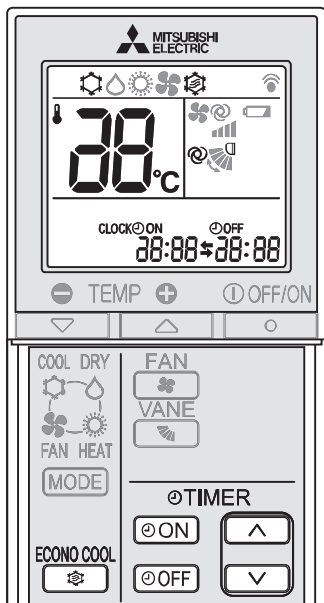 MITSUBISHI
ELECTRIC
88°C
CLOCK ON OFF
88:88 88:88
TEMP OFF/ON
COOL DRY
FAN HEAT
MODE
ECONO COOL
FAN
VANE
TIMER
ON
OFF